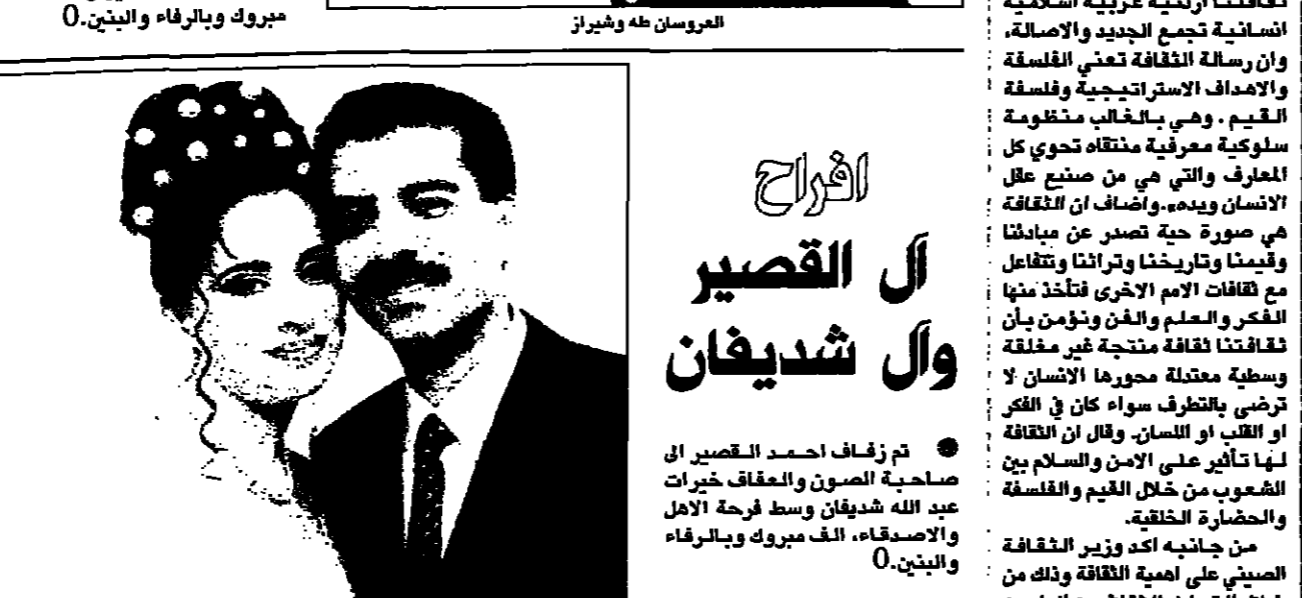 ثقافتنا اردنية عربية اسلامية
انسانية تجمع الجديد والاصالة،
وان رسالة الثقافة تعني الفلسفة
والاهداف الاستراتيجية وفلسفة
القيم . وهي بالغالب منظومة
سلوكية معرفية منتقاه تحوي كل
المعارف والتي هي من صنيع عقل
الانسان ويده». واضاف ان الثقافة
هي صورة حية تصدر عن مبادئنا
وقيمنا وتاريخنا وتراثنا ونتفاعل
مع ثقافات الامم الاخرى فتأخذ منها
الفكر والعلم والفن ونؤمن بأن
ثقافتنا ثقافة منتجة غير مغلقة
وسطية معتدلة محورها الانسان لا
ترضى بالتطرف سواء كان في الفكر
او القلب او اللسان. وقال ان الثقافة
لها تأثير على الامن والسلام بين
الشعوب من خلال القيم والفلسفة
والحضارة الخلقية.
من جانبه اكد وزير الثقافة
الصيني على اهمية الثقافة وذلك من
العروسان طه وشيراز
مبروك وبالرفاء والبنين.O
افراح
آل القصير
وآل شديفان
● تم زفاف احمد القصير الى
صاحبة الصون والعفاف خيرات
عبد الله شديفان وسط فرحة الاهل
والاصدقاء، الف مبروك وبالرفاء
والبنين.O